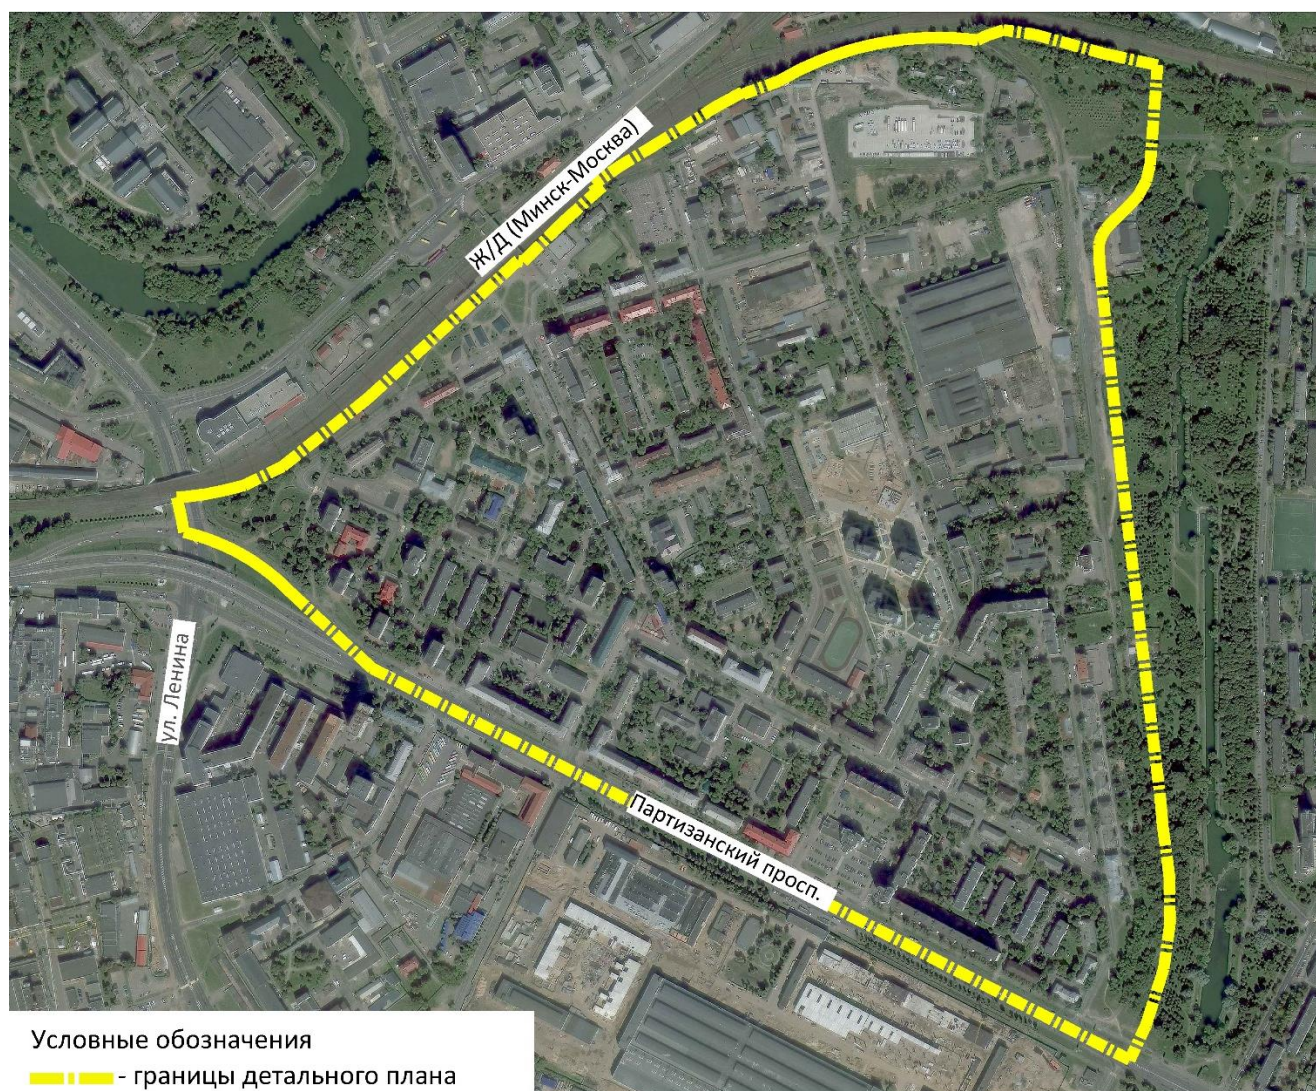 Ж/Д (Минск-Москва)
ул. Ленина
Партизанский просп.
Условные обозначения
- границы детального плана